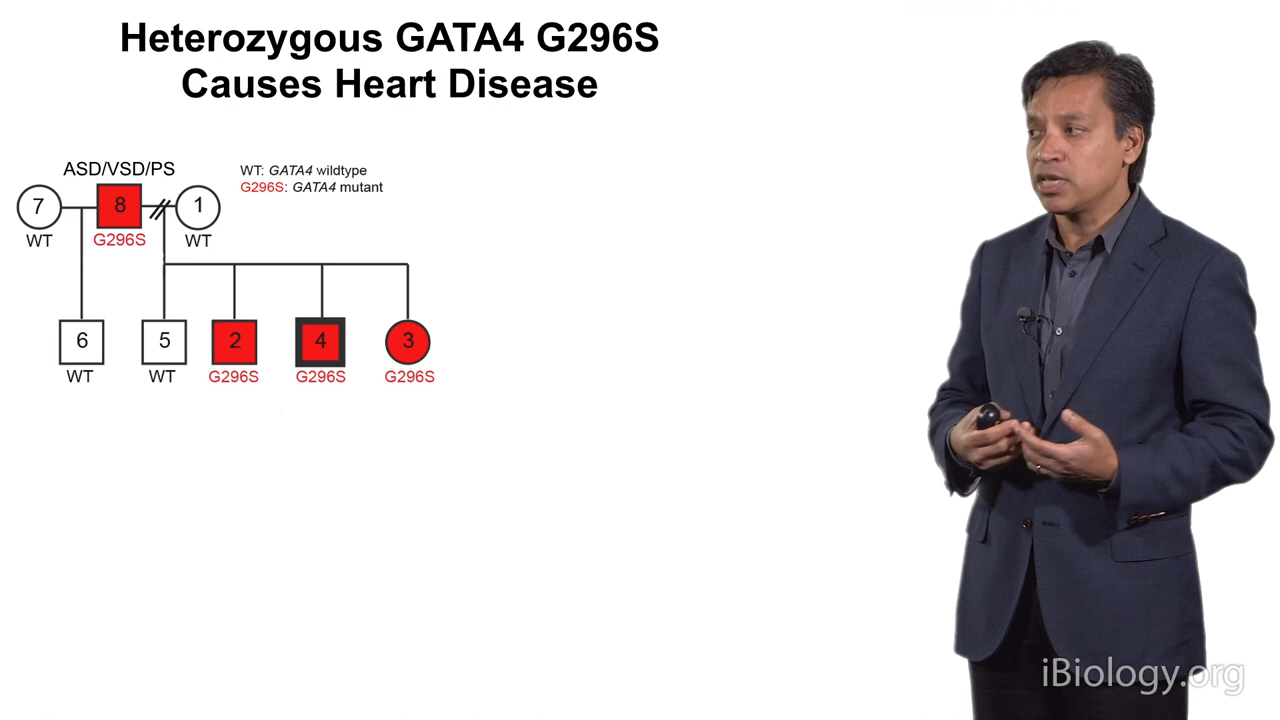 Heterozygous GATA4 G296S
Causes Heart Disease
ASD/VSD/PS
WT: GATA4 wildtype
G296S: GATA4 mutant
7
8
1
WT
G296S
WT
6
5
2
4
3
WT
WT
G296S
G296S
G296S
iBiology.org